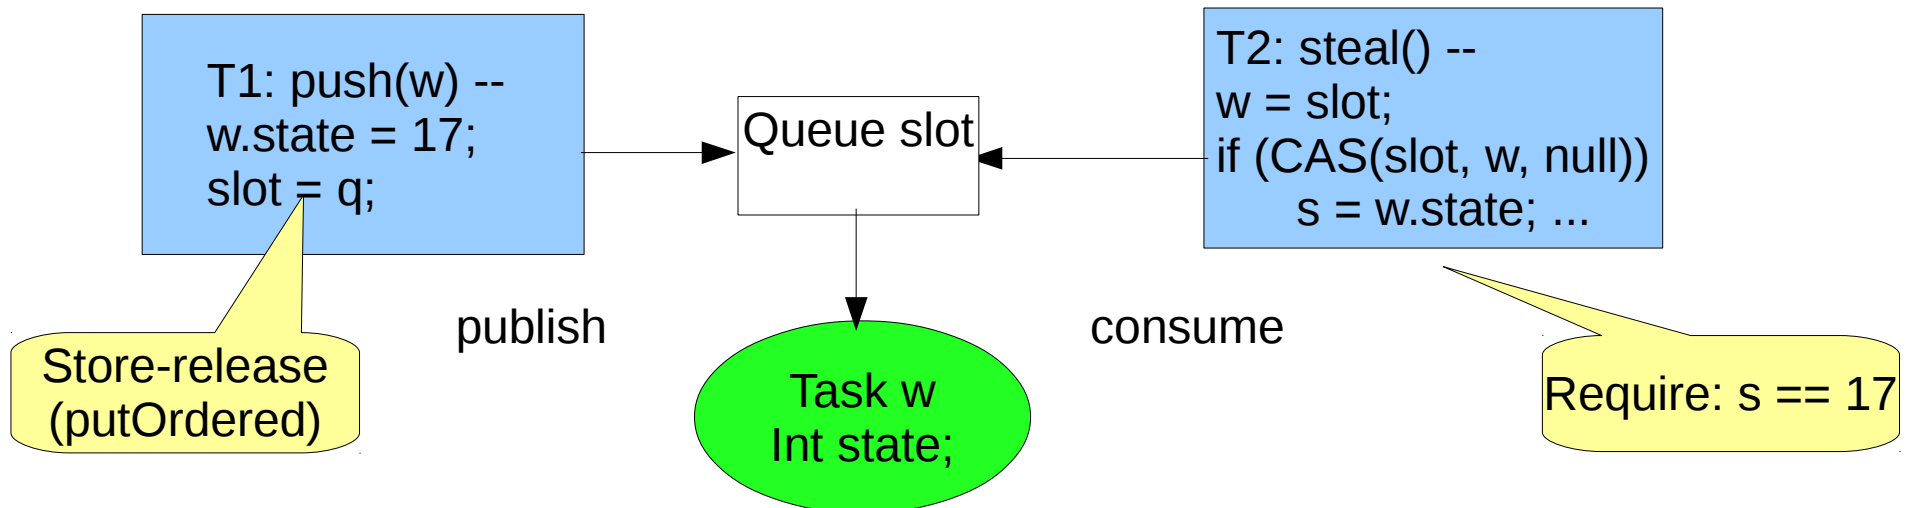 T1: push(w) --
w.state = 17;
slot = q;
Queue slot
T2: steal() --
w = slot;
if (CAS(slot, w, null))
s = w.state; ...
publish
consume
Store-release
(putOrdered)
Task w
Int state;
Require: s == 17